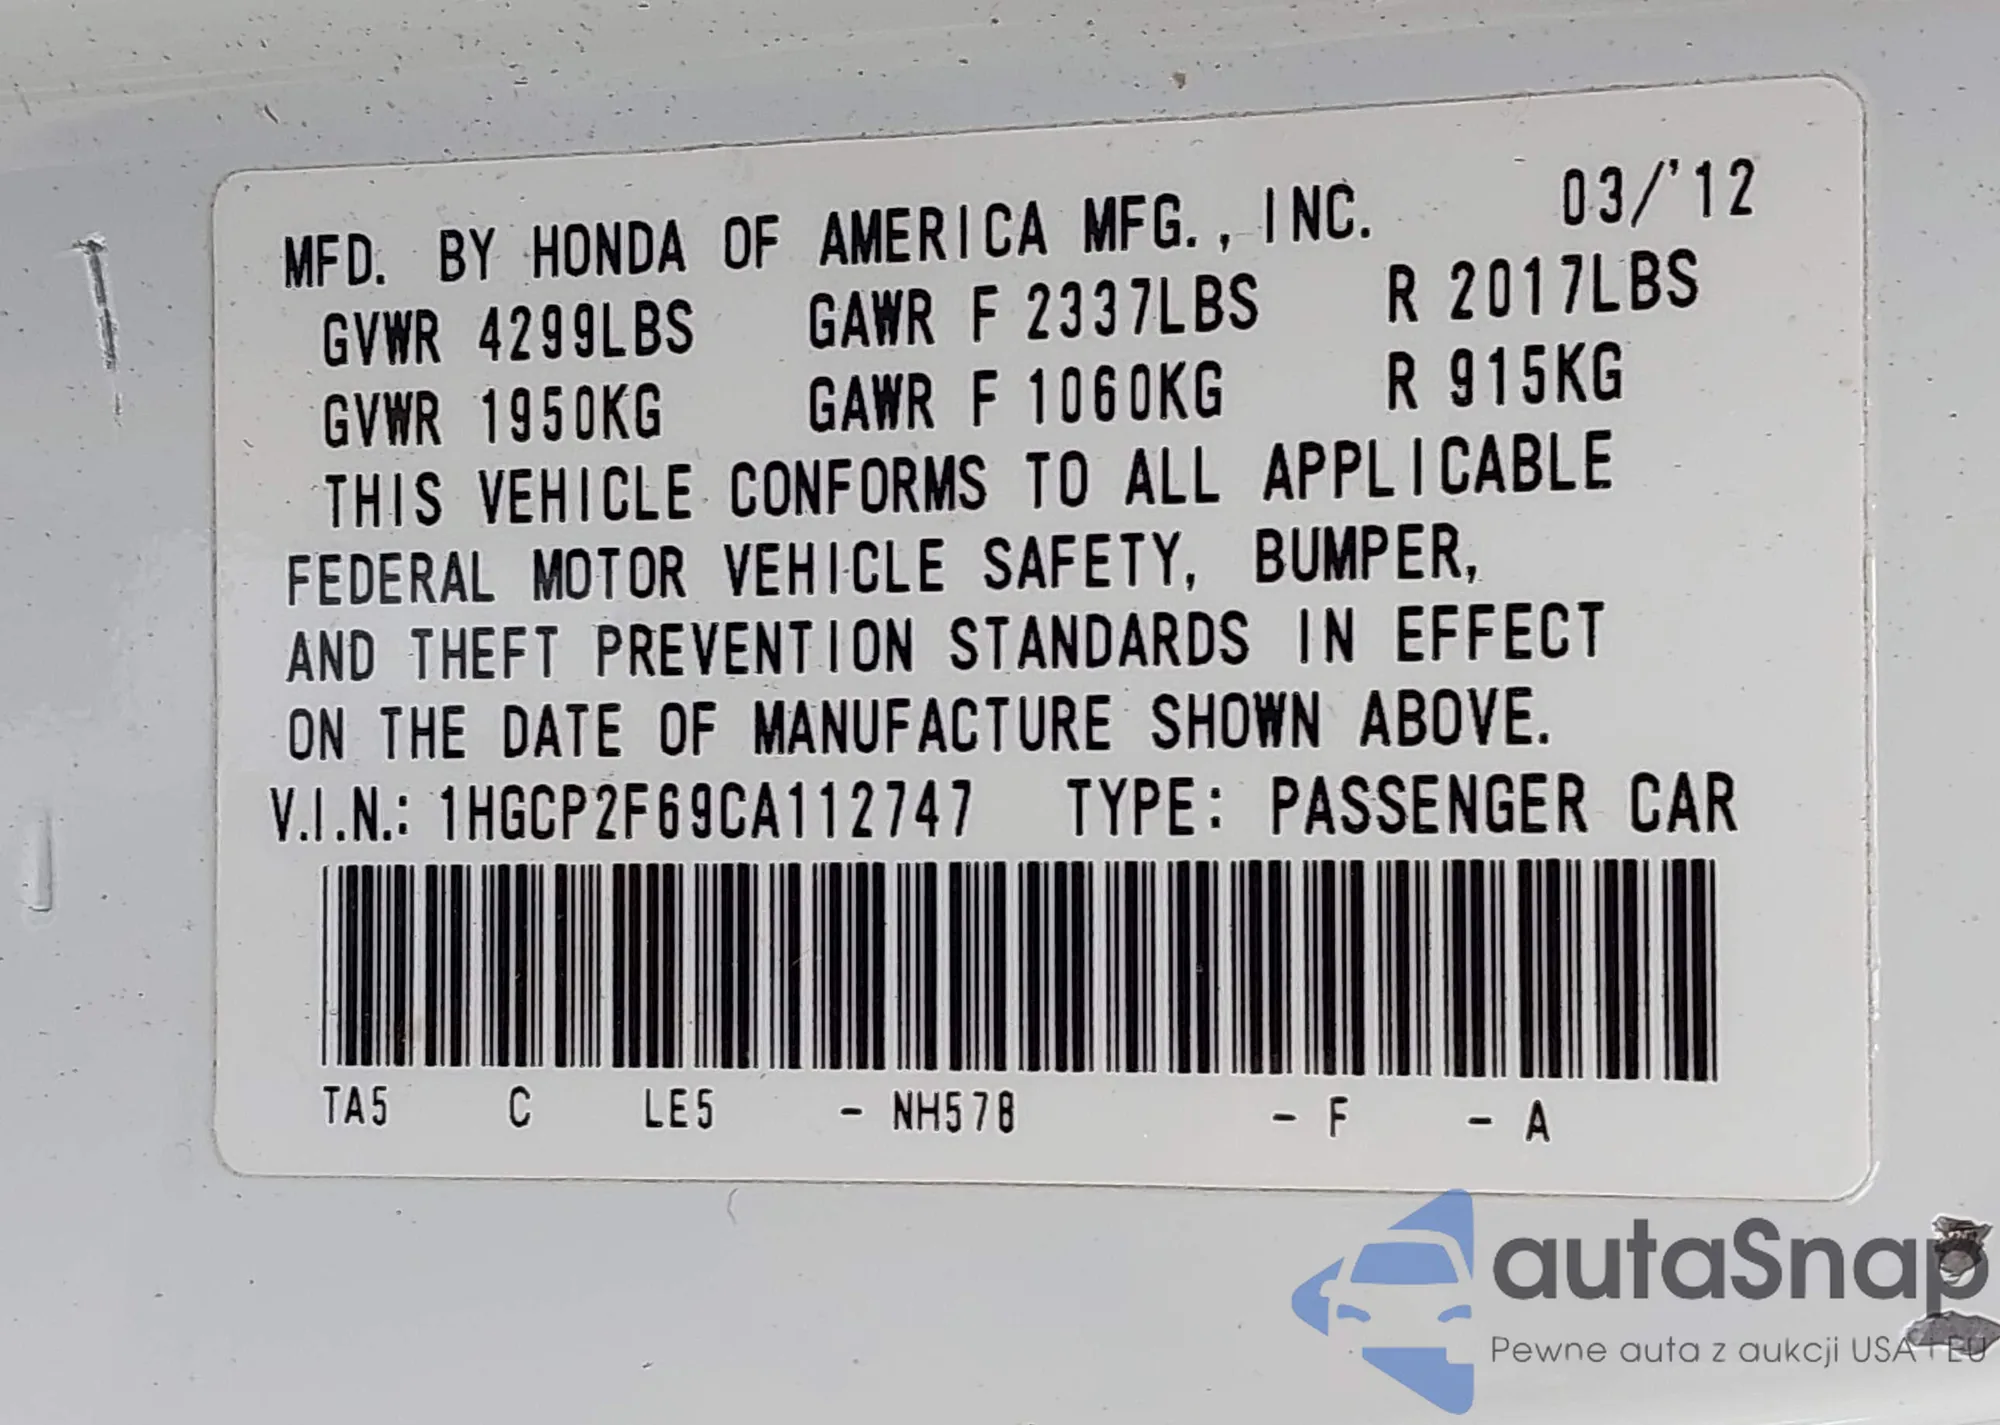 MFD. BY HONDA OF AMERICA MFG., INC. 03/'12
GVWR 4299LBS GAWR F 2337LBS R 2017LBS
GVWR 1950KG GAWR F 1060KG R 915KG
THIS VEHICLE CONFORMS TO ALL APPLICABLE
FEDERAL MOTOR VEHICLE SAFETY, BUMPER,
AND THEFT PREVENTION STANDARDS IN EFFECT
ON THE DATE OF MANUFACTURE SHOWN ABOVE.
V.I.N.: 1HGCP2F69CA112747 TYPE: PASSENGER CAR
TA5 C LE5 - NH578 - F - A
autaSnap
Pewne auta z aukcji USA i EU